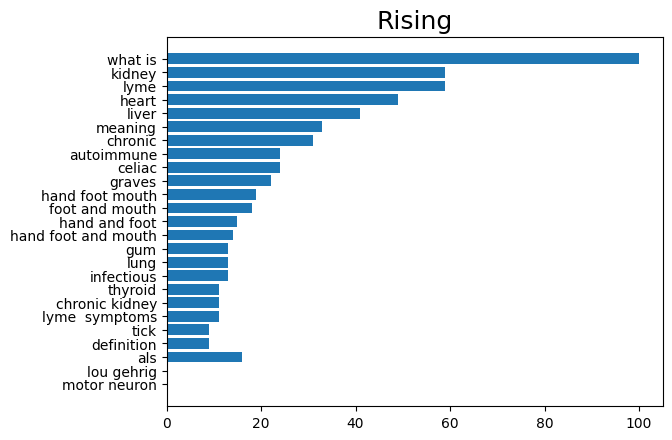 Rising
what is
kidney
lyme
heart
liver
meaning
chronic
autoimmune
celiac
graves
hand foot mouth
foot and mouth
hand and foot
hand foot and mouth
gum
lung
infectious
thyroid
chronic kidney
lyme  symptoms
tick
definition
als
lou gehrig
motor neuron
0 20 40 60 80 100